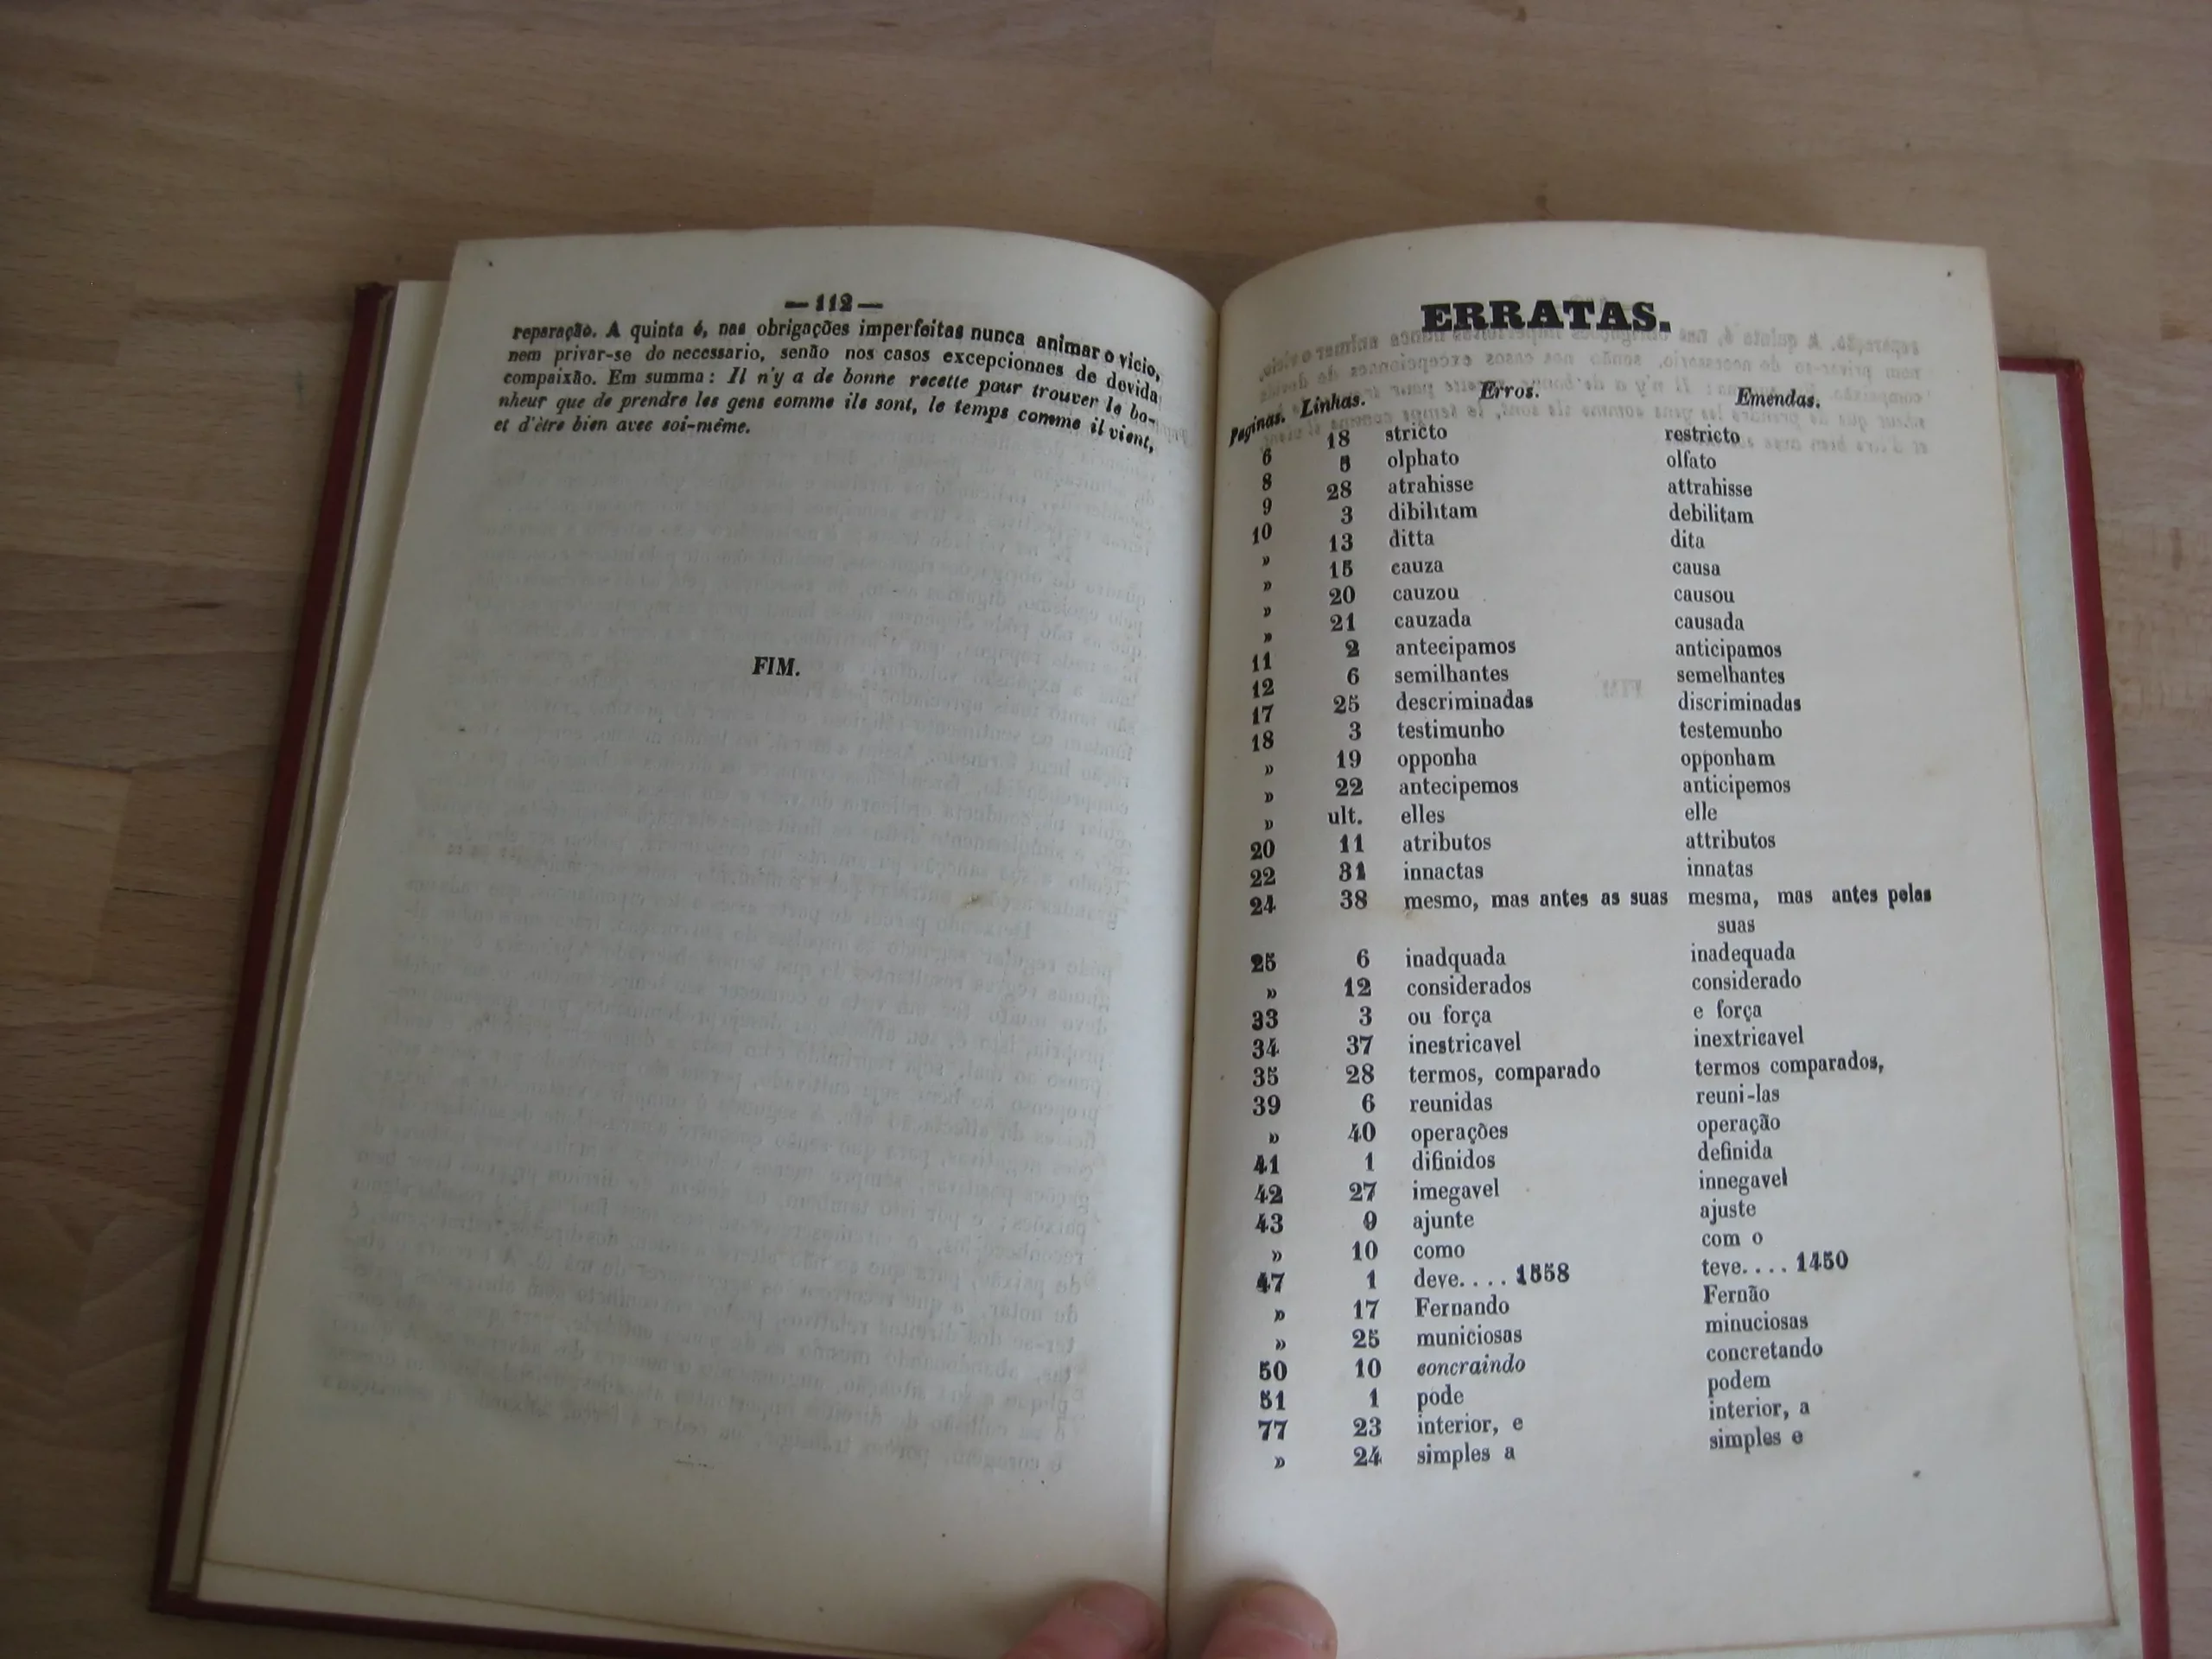 — 112 —
reparação. A quinta é, nas obrigações imperfeitas nunca animar o vicio,
nem privar-se do necessario, senão nos casos excepcionaes de devida
compaixão. Em summa: Il n'y a de bonne recette pour trouver le bo-
nheur que de prendre les gens comme ils sont, le temps comme il vient,
et d'être bien avec soi-même.
FIM.
ERRATAS.
Paginas. Linhas. Erros. Emendas.
6 18 stricto restricto
8 5 olphato olfato
9 28 atrahisse attrahisse
10 3 dibilitam debilitam
» 13 ditta dita
» 15 cauza causa
» 20 cauzou causou
» 21 cauzada causada
11 2 antecipamos anticipamos
12 6 semilhantes semelhantes
17 25 descriminadas discriminadas
18 3 testimunho testemunho
» 19 opponha opponham
» 22 antecipemos anticipemos
» ult. elles elle
20 11 atributos attributos
22 31 innactas innatas
24 38 mesmo, mas antes as suas mesma, mas antes pelas
suas
25 6 inadquada inadequada
» 12 considerados considerado
33 3 ou força e força
34 37 inestricavel inextricavel
35 28 termos, comparado termos comparados,
39 6 reunidas reuni-las
» 40 operações operação
41 1 difinidos definida
42 27 imegavel innegavel
43 9 ajunte ajuste
» 10 como com o
47 1 deve.... 1558 teve.... 1450
» 17 Fernando Fernão
» 25 municiosas minuciosas
50 10 concraindo concretando
51 1 pode podem
77 23 interior, e interior, a
» 24 simples a simples e